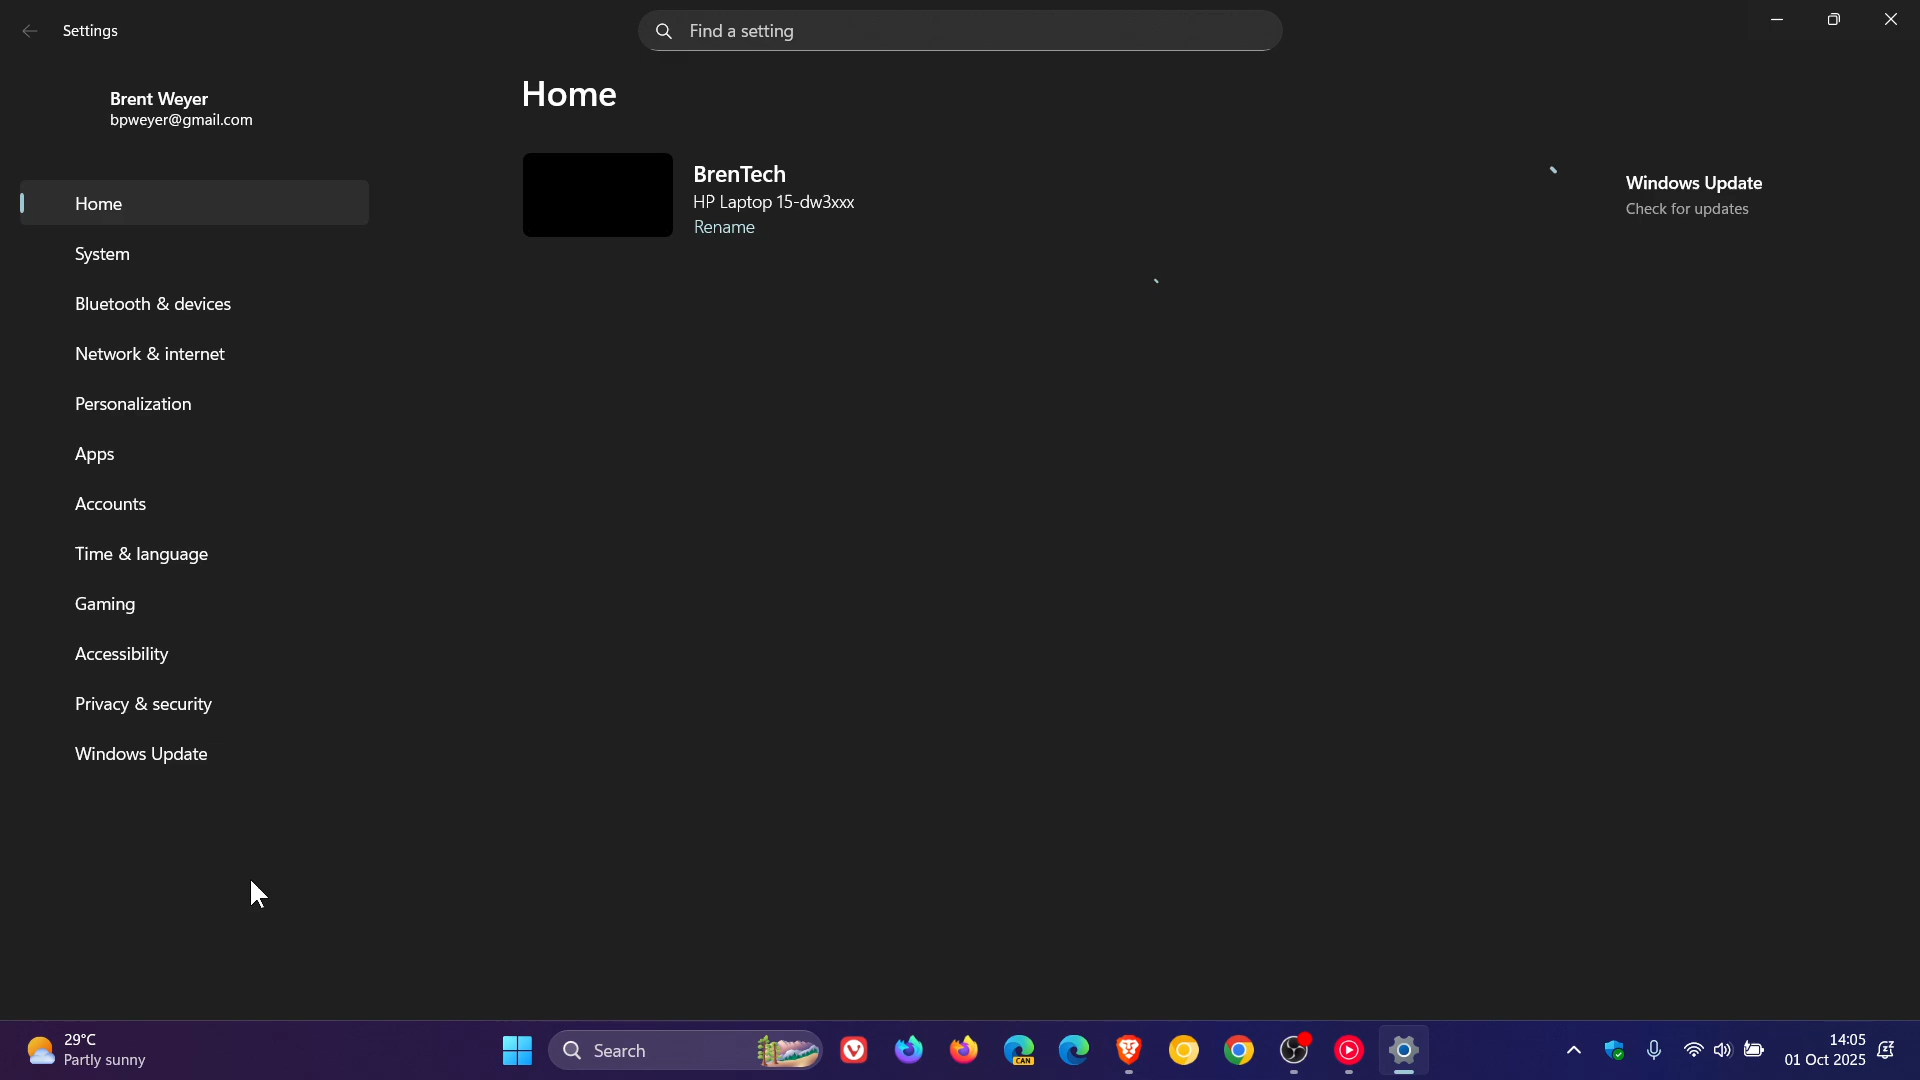 Settings
Find a setting
Brent Weyer
bpweyer@gmail.com
Home
System
Bluetooth & devices
Network & internet
Personalization
Apps
Accounts
Time & language
Gaming
Accessibility
Privacy & security
Windows Update
Home
BrenTech
HP Laptop 15-dw3xxx
Rename
Windows Update
Check for updates
29°C
Partly sunny
Search
CAN
14:05
01 Oct 2025